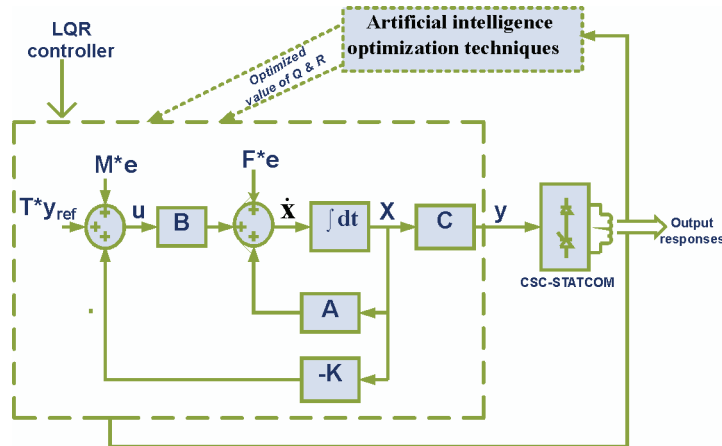 LQR
controller
Artificial intelligence
optimization techniques
Optimized
value of Q & R
M*e
F*e
T*yref
+
+
+
u
B
+
+
+
ẋ
∫dt
X
C
y
CSC-STATCOM
Output
responses
A
-K